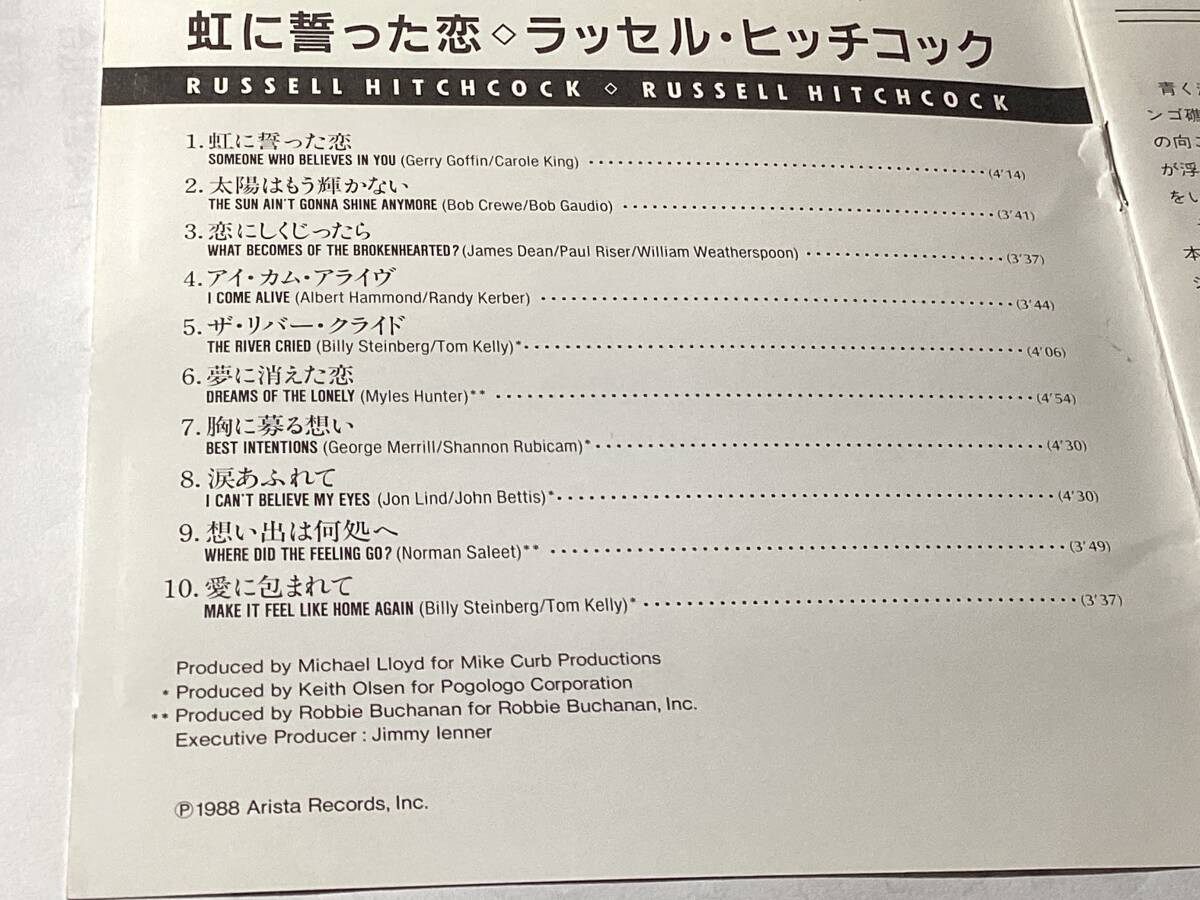 虹に誓った恋◇ラッセル・ヒッチコック
RUSSELL HITCHCOCK ◇ RUSSELL HITCHCOCK
1. 虹に誓った恋
SOMEONE WHO BELIEVES IN YOU (Gerry Goffin/Carole King) (4'14)
2. 太陽はもう輝かない
THE SUN AIN'T GONNA SHINE ANYMORE (Bob Crewe/Bob Gaudio) (3'41)
3. 恋にしくじったら
WHAT BECOMES OF THE BROKENHEARTED? (James Dean/Paul Riser/William Weatherspoon) (3'37)
4. アイ・カム・アライヴ
I COME ALIVE (Albert Hammond/Randy Kerber) (3'44)
5. ザ・リバー・クライド
THE RIVER CRIED (Billy Steinberg/Tom Kelly)* (4'06)
6. 夢に消えた恋
DREAMS OF THE LONELY (Myles Hunter)** (4'54)
7. 胸に募る想い
BEST INTENTIONS (George Merrill/Shannon Rubicam)* (4'30)
8. 涙あふれて
I CAN'T BELIEVE MY EYES (Jon Lind/John Bettis)* (4'30)
9. 想い出は何処へ
WHERE DID THE FEELING GO? (Norman Saleet)** (3'49)
10. 愛に包まれて
MAKE IT FEEL LIKE HOME AGAIN (Billy Steinberg/Tom Kelly)* (3'37)
Produced by Michael Lloyd for Mike Curb Productions
* Produced by Keith Olsen for Pogologo Corporation
** Produced by Robbie Buchanan for Robbie Buchanan, Inc.
Executive Producer : Jimmy Ienner
Ⓟ1988 Arista Records, Inc.
青く
ンゴ礁
の向こ
が浮
をい
本